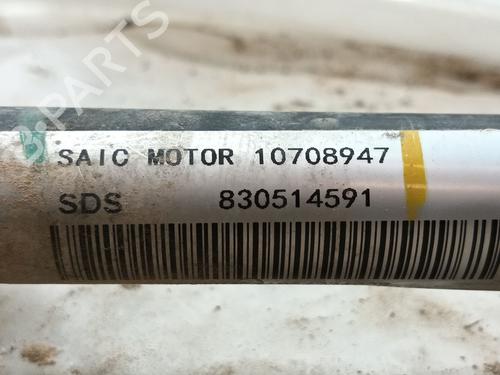 B PARTS
SAIC MOTOR 10708947
SDS 830514591